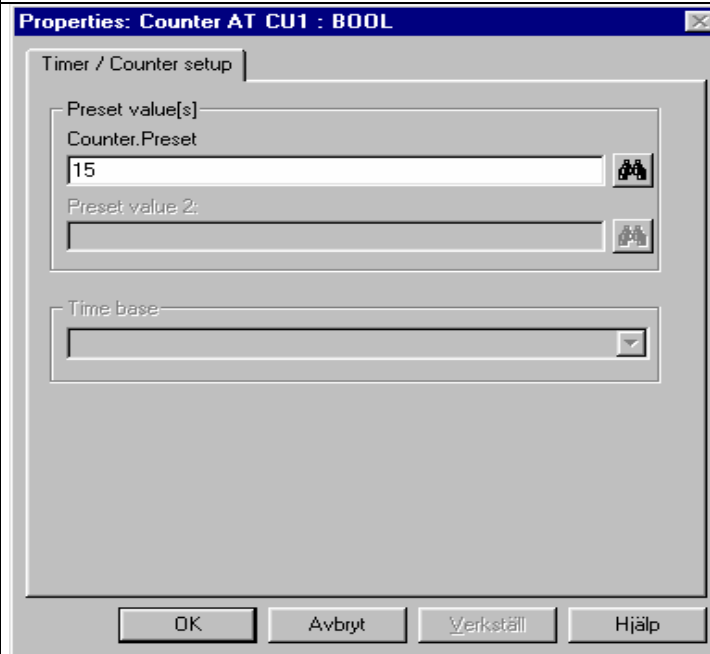 Properties: Counter AT CU1 : BOOL
Timer / Counter setup
Preset value[s]
Counter.Preset
15
Preset value 2:
Time base
OK Avbryt Verkställ Hjälp